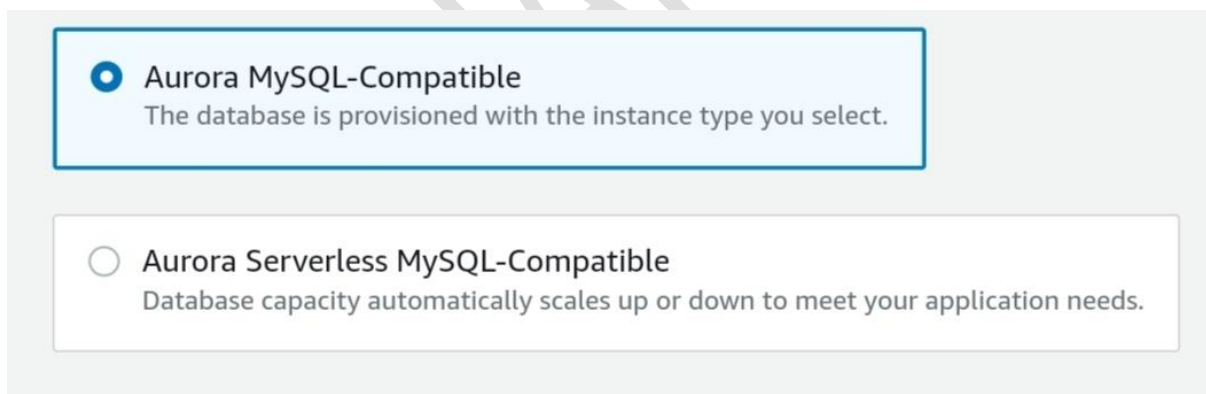 Aurora MySQL-Compatible
The database is provisioned with the instance type you select.
Aurora Serverless MySQL-Compatible
Database capacity automatically scales up or down to meet your application needs.